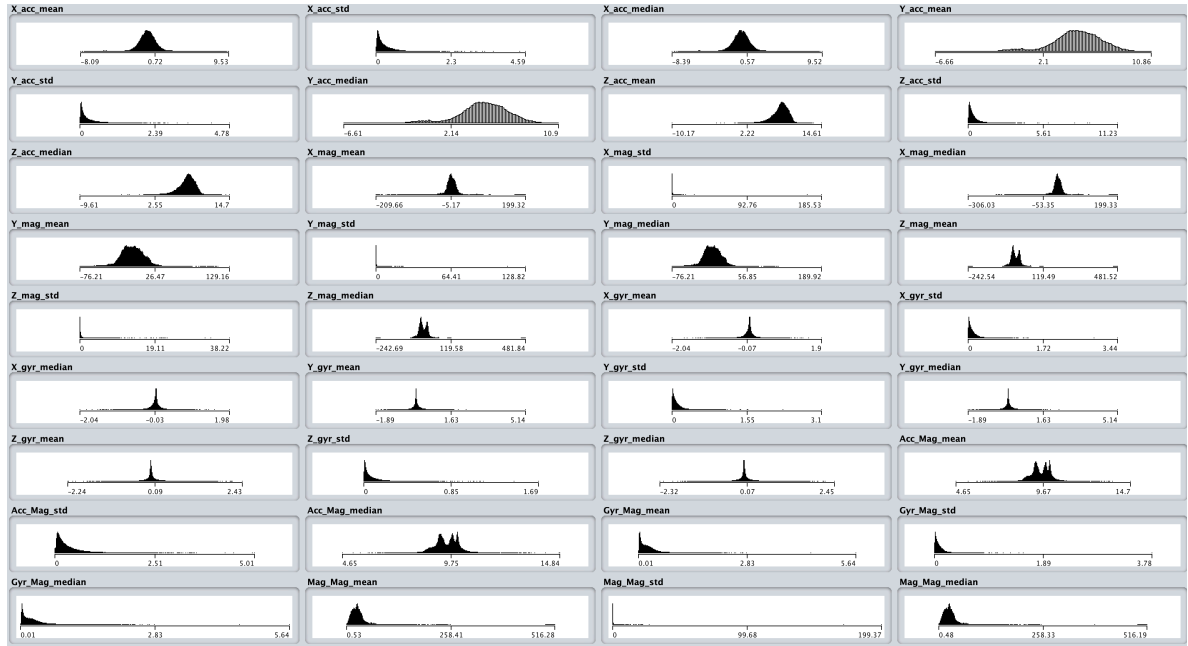 X_acc_mean X_acc_std X_acc_median Y_acc_mean
-8.09 0.72 9.53 0 2.3 4.59 -8.39 0.57 9.52 -6.66 2.1 10.86
Y_acc_std Y_acc_median Z_acc_mean Z_acc_std
0 2.39 4.78 -6.61 2.14 10.9 -10.17 2.22 14.61 0 5.61 11.23
Z_acc_median X_mag_mean X_mag_std X_mag_median
-9.61 2.55 14.7 -209.66 -5.17 199.32 0 92.76 185.53 -306.03 -53.35 199.33
Y_mag_mean Y_mag_std Y_mag_median Z_mag_mean
-76.21 26.47 129.16 0 64.41 128.82 -76.21 56.85 189.92 -242.54 119.49 481.52
Z_mag_std Z_mag_median X_gyr_mean X_gyr_std
0 19.11 38.22 -242.69 119.58 481.84 -2.04 -0.07 1.9 0 1.72 3.44
X_gyr_median Y_gyr_mean Y_gyr_std Y_gyr_median
-2.04 -0.03 1.98 -1.89 1.63 5.14 0 1.55 3.1 -1.89 1.63 5.14
Z_gyr_mean Z_gyr_std Z_gyr_median Acc_Mag_mean
-2.24 0.09 2.43 0 0.85 1.69 -2.32 0.07 2.45 4.65 9.67 14.7
Acc_Mag_std Acc_Mag_median Gyr_Mag_mean Gyr_Mag_std
0 2.51 5.01 4.65 9.75 14.84 0.01 2.83 5.64 0 1.89 3.78
Gyr_Mag_median Mag_Mag_mean Mag_Mag_std Mag_Mag_median
0.01 2.83 5.64 0.53 258.41 516.28 0 99.68 199.37 0.48 258.33 516.19